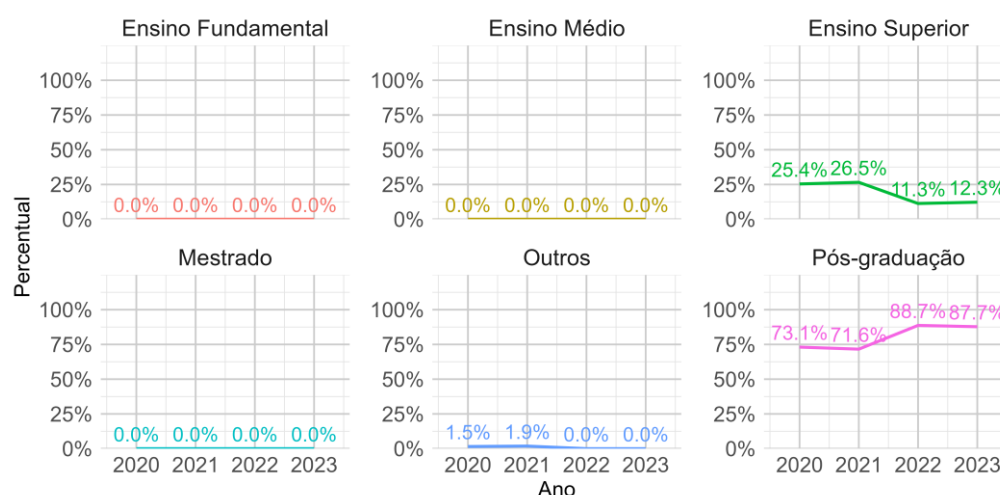 Ensino Fundamental Ensino Médio Ensino Superior
100% 100% 100%
75% 75% 75%
50% 50% 50%
25.4% 26.5%
25% 25% 25%
11.3% 12.3%
0.0% 0.0% 0.0% 0.0% 0.0% 0.0% 0.0% 0.0%
0% 0% 0%
Percentual
Mestrado Outros Pós-graduação
100% 100% 100%
88.7% 87.7%
73.1% 71.6%
75% 75% 75%
50% 50% 50%
25% 25% 25%
0.0% 0.0% 0.0% 0.0% 1.5% 1.9% 0.0% 0.0%
0% 0% 0%
2020 2021 2022 2023 2020 2021 2022 2023 2020 2021 2022 2023
Ano